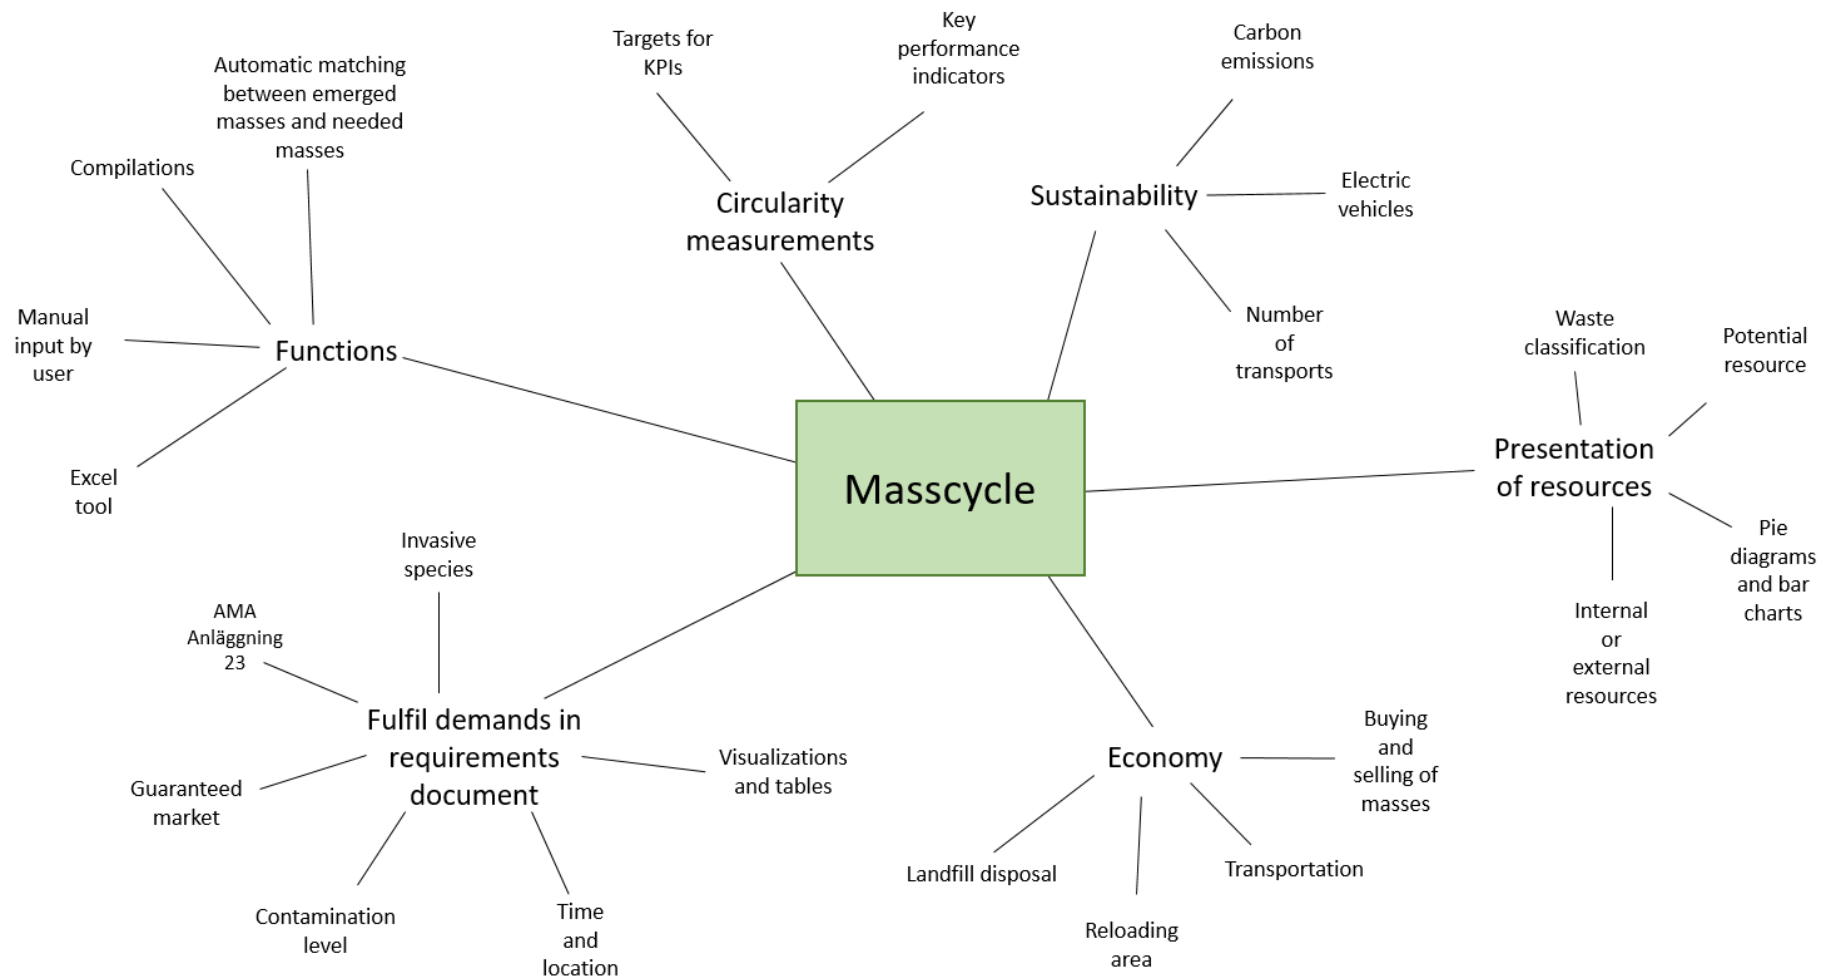 Key
performance
indicators
Targets for
KPIs
Carbon
emissions
Automatic matching
between emerged
masses and needed
masses
Compilations
Circularity
measurements
Sustainability
Electric
vehicles
Manual
input by
user
Functions
Number
of
transports
Waste
classification
Potential
resource
Excel
tool
Masscycle
Presentation
of resources
Pie
diagrams
and bar
charts
Internal
or
external
resources
Invasive
species
AMA
Anläggning
23
Fulfil demands in
requirements
document
Guaranteed
market
Visualizations
and tables
Contamination
level
Time
and
location
Economy
Buying
and
selling of
masses
Landfill disposal
Transportation
Reloading
area